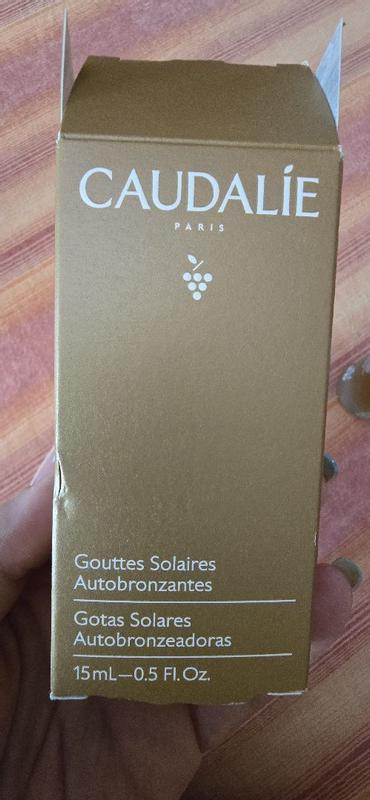 CAUDALÍE
PARIS
Gouttes Solaires
Autobronzantes
Gotas Solares
Autobronzeadoras
15mL—0.5 Fl.Oz.